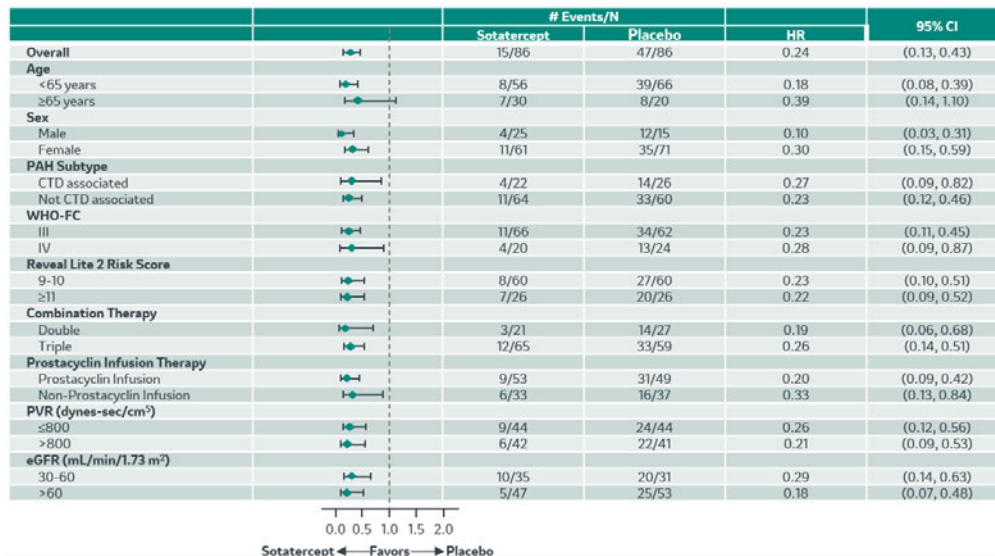 # Events/N
Sotatercept Placebo HR 95% CI
Overall 15/86 47/86 0.24 (0.13, 0.43)
Age
<65 years 8/56 39/66 0.18 (0.08, 0.39)
≥65 years 7/30 8/20 0.39 (0.14, 1.10)
Sex
Male 4/25 12/15 0.10 (0.03, 0.31)
Female 11/61 35/71 0.30 (0.15, 0.59)
PAH Subtype
CTD associated 4/22 14/26 0.27 (0.09, 0.82)
Not CTD associated 11/64 33/60 0.23 (0.12, 0.46)
WHO-FC
III 11/66 34/62 0.23 (0.11, 0.45)
IV 4/20 13/24 0.28 (0.09, 0.87)
Reveal Lite 2 Risk Score
9-10 8/60 27/60 0.23 (0.10, 0.51)
≥11 7/26 20/26 0.22 (0.09, 0.52)
Combination Therapy
Double 3/21 14/27 0.19 (0.06, 0.68)
Triple 12/65 33/59 0.26 (0.14, 0.51)
Prostacyclin Infusion Therapy
Prostacyclin Infusion 9/53 31/49 0.20 (0.09, 0.42)
Non-Prostacyclin Infusion 6/33 16/37 0.33 (0.13, 0.84)
PVR (dynes-sec/cm⁵)
≤800 9/44 24/44 0.26 (0.12, 0.56)
>800 6/42 22/41 0.21 (0.09, 0.53)
eGFR (mL/min/1.73 m²)
30-60 10/35 20/31 0.29 (0.14, 0.63)
>60 5/47 25/53 0.18 (0.07, 0.48)
0.0 0.5 1.0 1.5 2.0
Sotatercept Favors Placebo